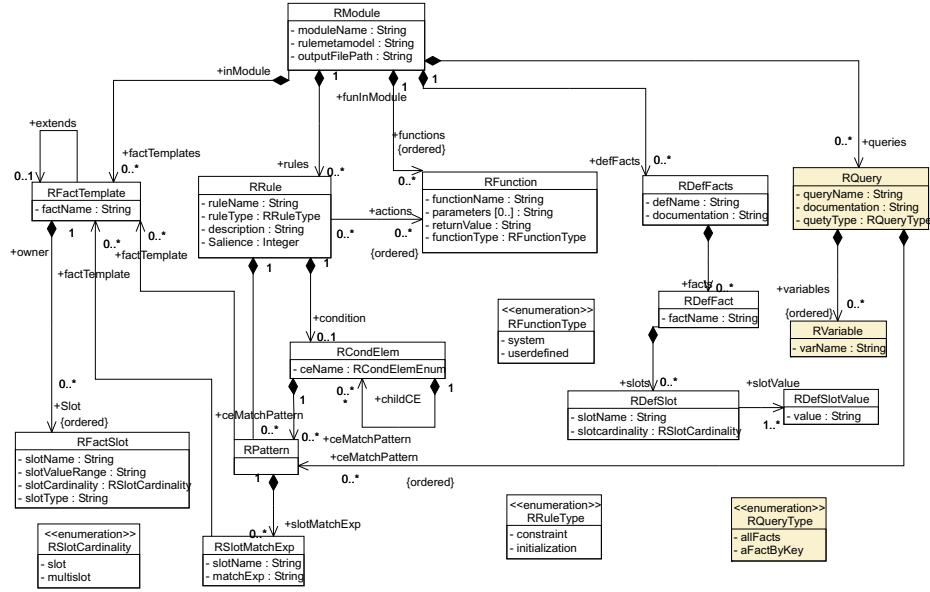 RModule
- moduleName : String
- rulemetamodel : String
- outputFilePath : String
+inModule
1
1
1
+funInModule
+extends
0..1
+factTemplates
0..*
+rules
0..*
+functions
{ordered}
0..*
+defFacts
0..*
0..*
+queries
RFactTemplate
- factName : String
1
0..*
0..*
+owner
+factTemplate
+factTemplate
RRule
- ruleName : String
- ruleType : RRuleType
- description : String
- Salience : Integer
1
1
+actions
0..*
0..*
{ordered}
RFunction
- functionName : String
- parameters [0..] : String
- returnValue : String
- functionType : RFunctionType
RDefFacts
- defName : String
- documentation : String
RQuery
- queryName : String
- documentation : String
- quetyType : RQueryType
+facts
0..*
RDefFact
- factName : String
+variables
0..*
{ordered}
RVariable
- varName : String
<<enumeration>>
RFunctionType
- system
- userdefined
+condition
0..1
RCondElem
- ceName : RCondElemEnum
0..*
*
1
1
+childCE
+slots
0..*
RDefSlot
- slotName : String
- slotcardinality : RSlotCardinality
+slotValue
1..*
RDefSlotValue
- value : String
0..*
+Slot
{ordered}
RFactSlot
- slotName : String
- slotValueRange : String
- slotCardinality : RSlotCardinality
- slotType : String
+ceMatchPattern
0..*
0..*
+ceMatchPattern
+ceMatchPattern
0..*
{ordered}
RPattern
1
+slotMatchExp
0..*
RSlotMatchExp
- slotName : String
- matchExp : String
<<enumeration>>
RSlotCardinality
- slot
- multislot
<<enumeration>>
RRuleType
- constraint
- initialization
<<enumeration>>
RQueryType
- allFacts
- aFactByKey